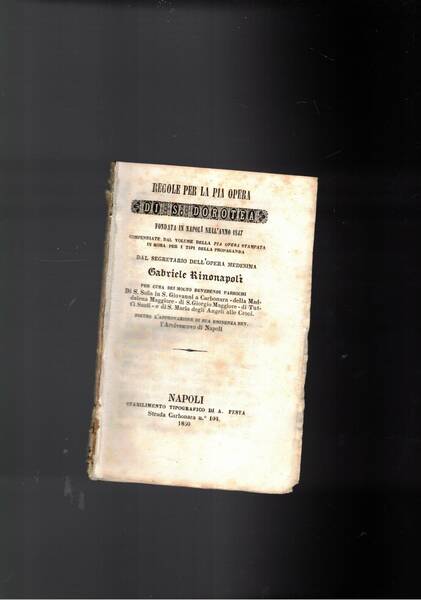 REGOLE PER LA PIA OPERA
DI S. DOROTEA
FONDATA IN NAPOLI NELL'ANNO 1847
COMPENDIATE DAL VOLUME DELLA PIA OPERA STAMPATA
IN ROMA PER I TIPI DELLA PROPAGANDA
DAL SEGRETARIO DELL'OPERA MEDESIMA
Gabriele Rinonapoli
PER CURA DEI MOLTO REVERENDI PARROCHI
Di S. Sofia in S. Giovanni a Carbonara - della Mad-
dalena Maggiore - di S. Giorgio Maggiore - di Tut-
ti Santi - e di S. Maria degli Angeli alle Croci.
DIETRO L'APPROVAZIONE DI SUA EMINENZA REV.
l'Arcivescovo di Napoli
NAPOLI
STABILIMENTO TIPOGRAFICO DI A. FESTA
Strada Carbonara n.° 104.
1850